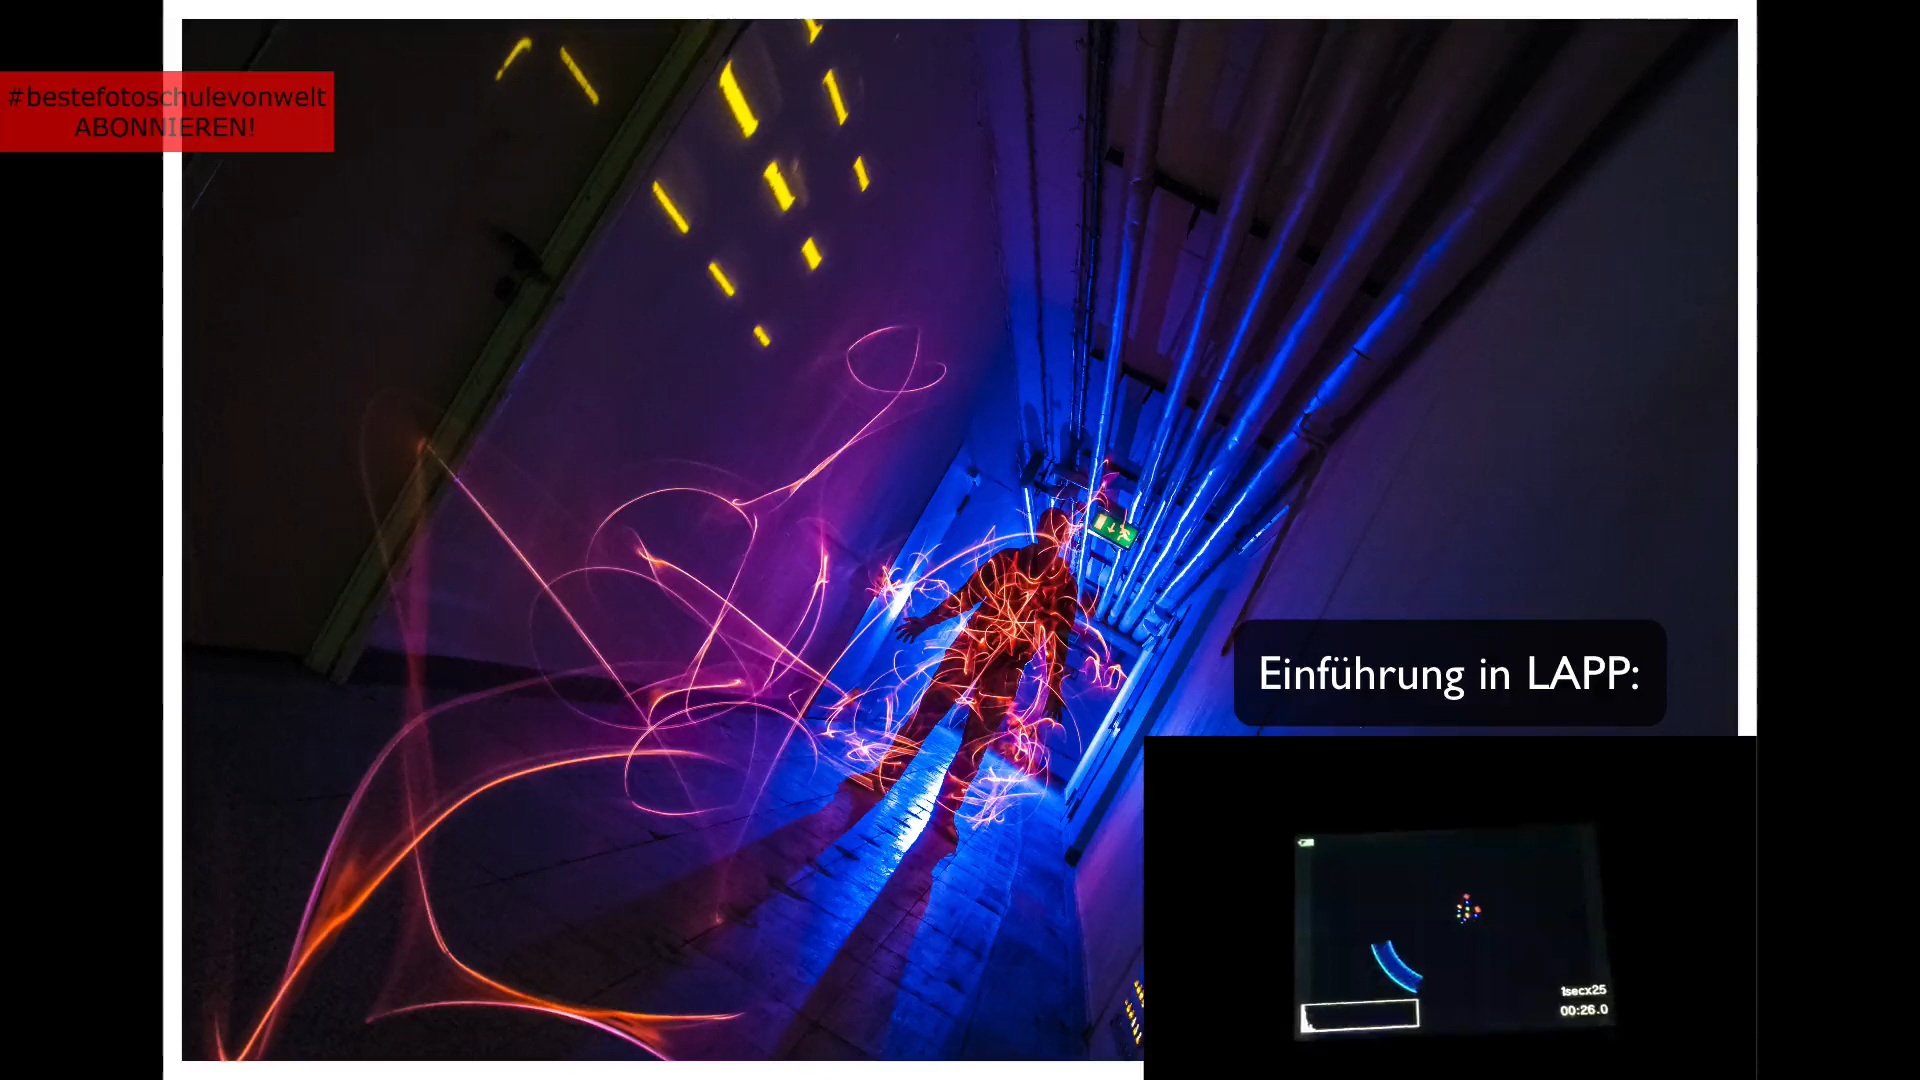 #bestefotoschulevonwelt
ABONNIEREN!
Einführung in LAPP:
1secx25
00:26.0